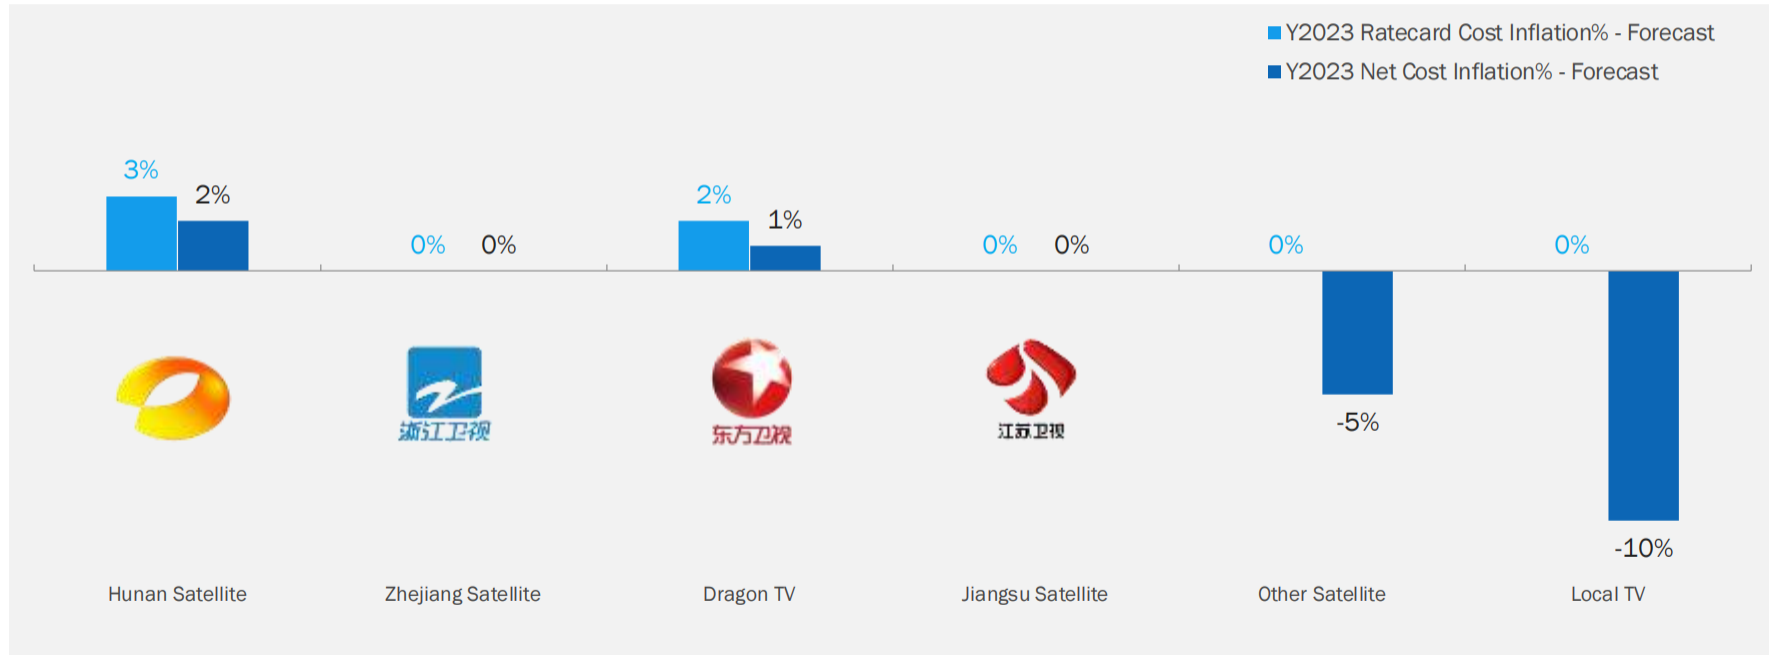 Y2023 Ratecard Cost Inflation% - Forecast
Y2023 Net Cost Inflation% - Forecast
3%
2%
0%
0%
2%
1%
0%
0%
0%
-5%
0%
-10%
浙江卫视
东方卫视
江苏卫视
Hunan Satellite
Zhejiang Satellite
Dragon TV
Jiangsu Satellite
Other Satellite
Local TV